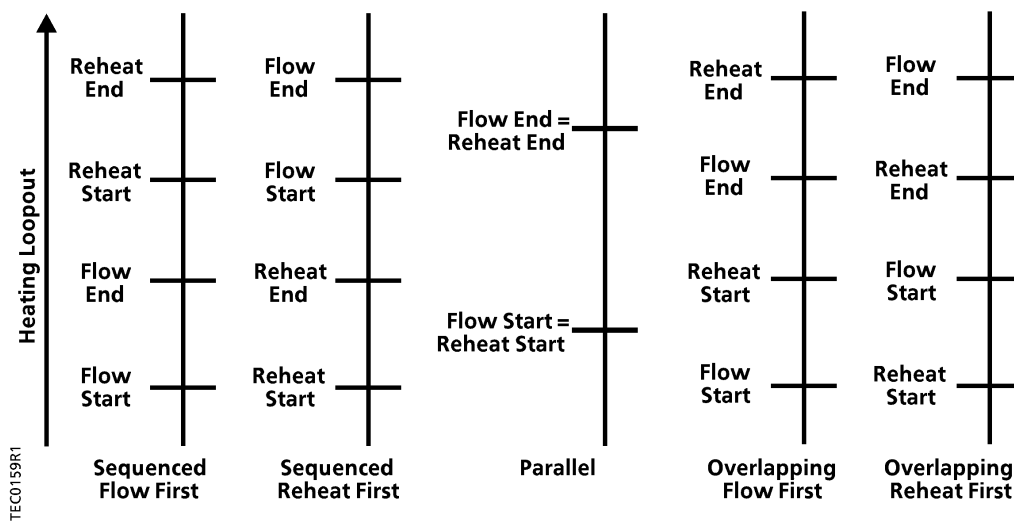 Heating Loopout
TEC0159R1
Reheat
End
Reheat
Start
Flow
End
Flow
Start
Sequenced
Flow First
Flow
End
Flow
Start
Reheat
End
Reheat
Start
Sequenced
Reheat First
Flow End =
Reheat End
Flow Start =
Reheat Start
Parallel
Reheat
End
Flow
End
Reheat
Start
Flow
Start
Overlapping
Flow First
Flow
End
Reheat
End
Flow
Start
Reheat
Start
Overlapping
Reheat First